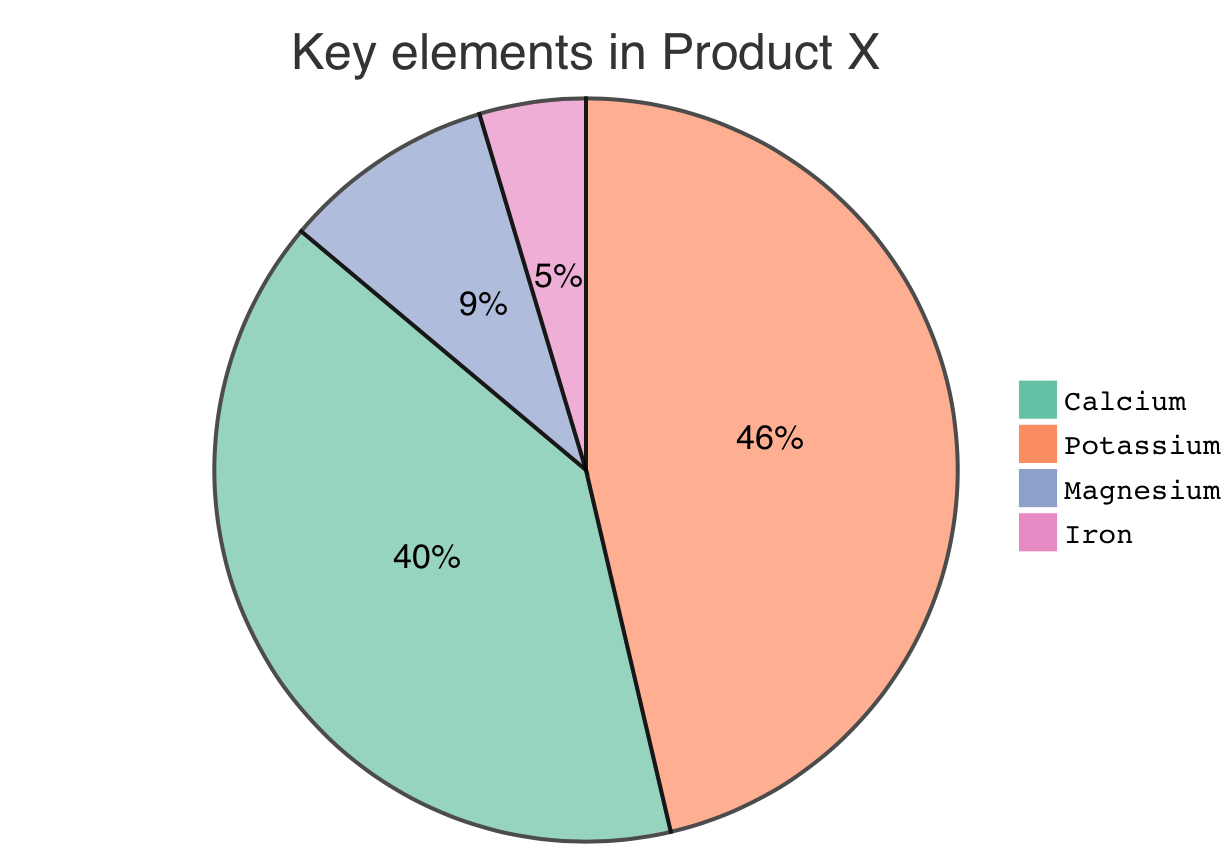 Key elements in Product X
5%
9%
46%
40%
Calcium
Potassium
Magnesium
Iron